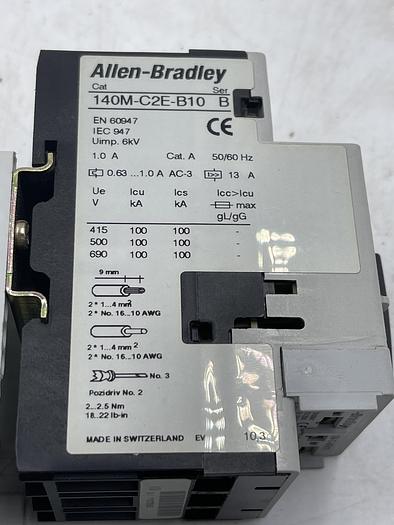 Allen-Bradley
Cat Ser
140M-C2E-B10 B
EN 60947
IEC 947
Uimp. 6kV
CE
1.0 A Cat. A 50/60 Hz
0.63 ...1.0 A AC-3 13 A
Ue Icu Ics Icc>Icu
V kA kA max
gL/gG
415 100 100 -
500 100 100 -
690 100 100 -
9 mm
2 * 1...4 mm2
2 * No. 16...10 AWG
2 * 1...4 mm2
2 * No. 16...10 AWG
No. 3
Pozidriv No. 2
2...2.5 Nm
18...22 lb-in
MADE IN SWITZERLAND EV 10.3